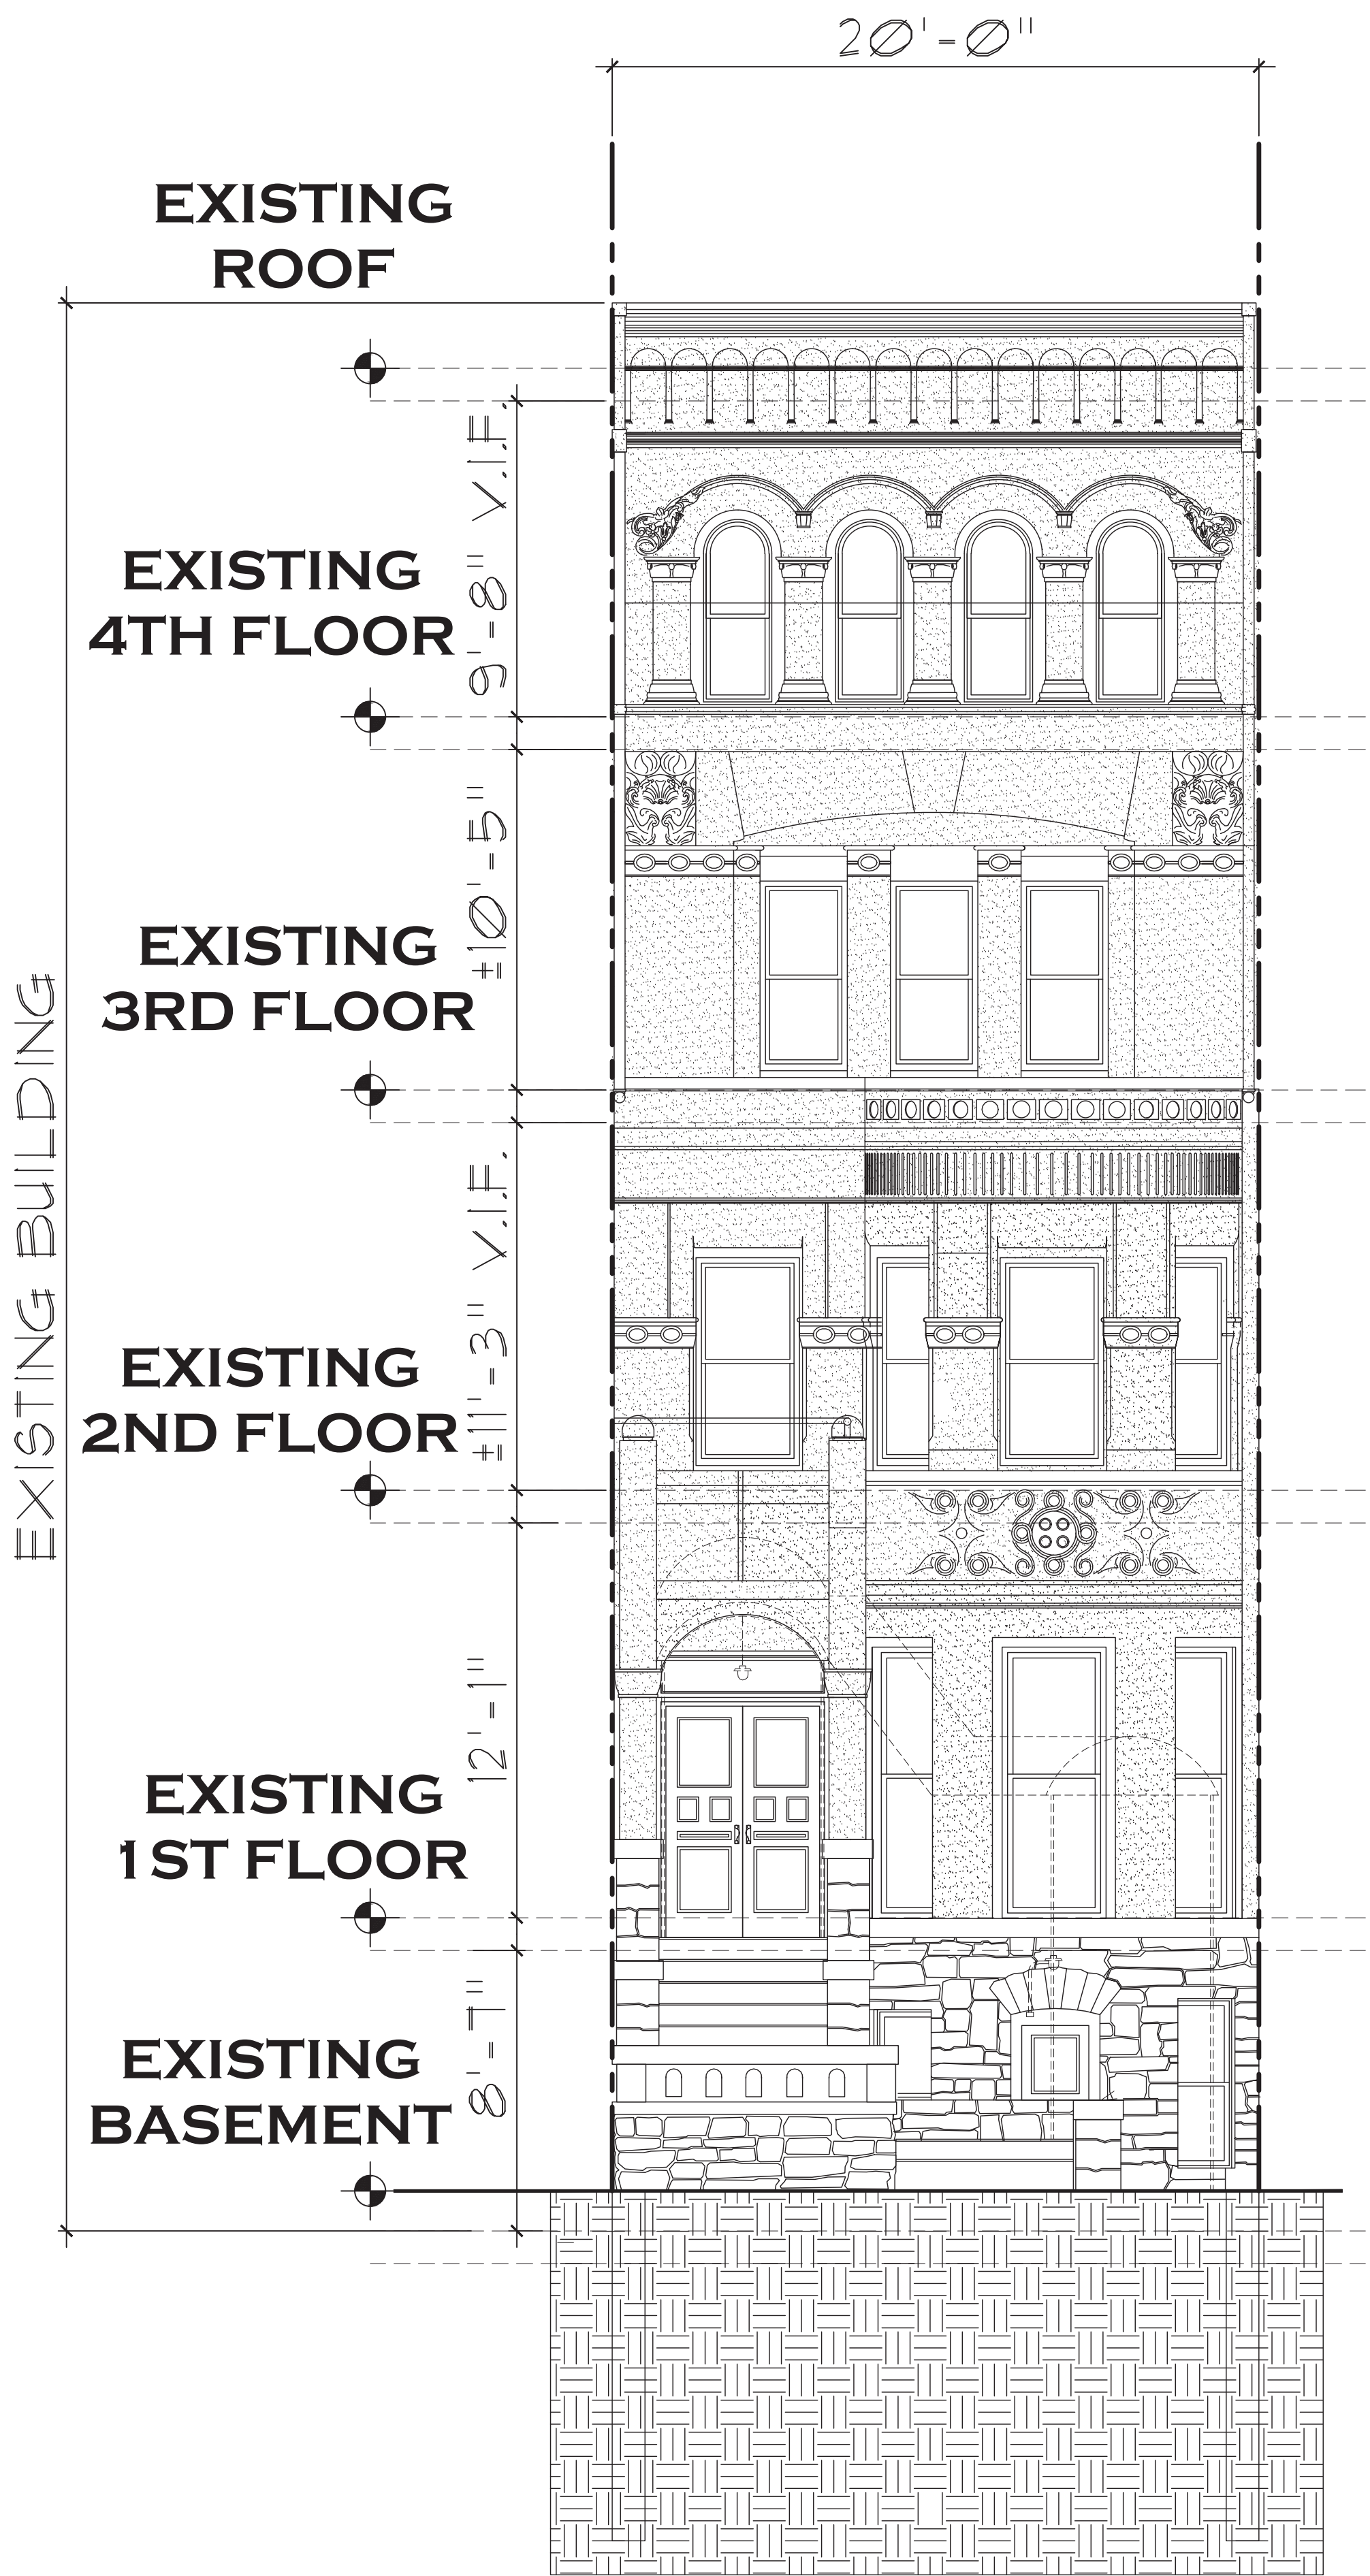 20'-0"
EXISTING
ROOF
9'-8" V.I.F.
EXISTING
4TH FLOOR
±10'-5"
EXISTING
3RD FLOOR
EXISTING BUILDING
±11'-3" V.I.F.
EXISTING
2ND FLOOR
12'-1"
EXISTING
1ST FLOOR
8'-7"
EXISTING
BASEMENT